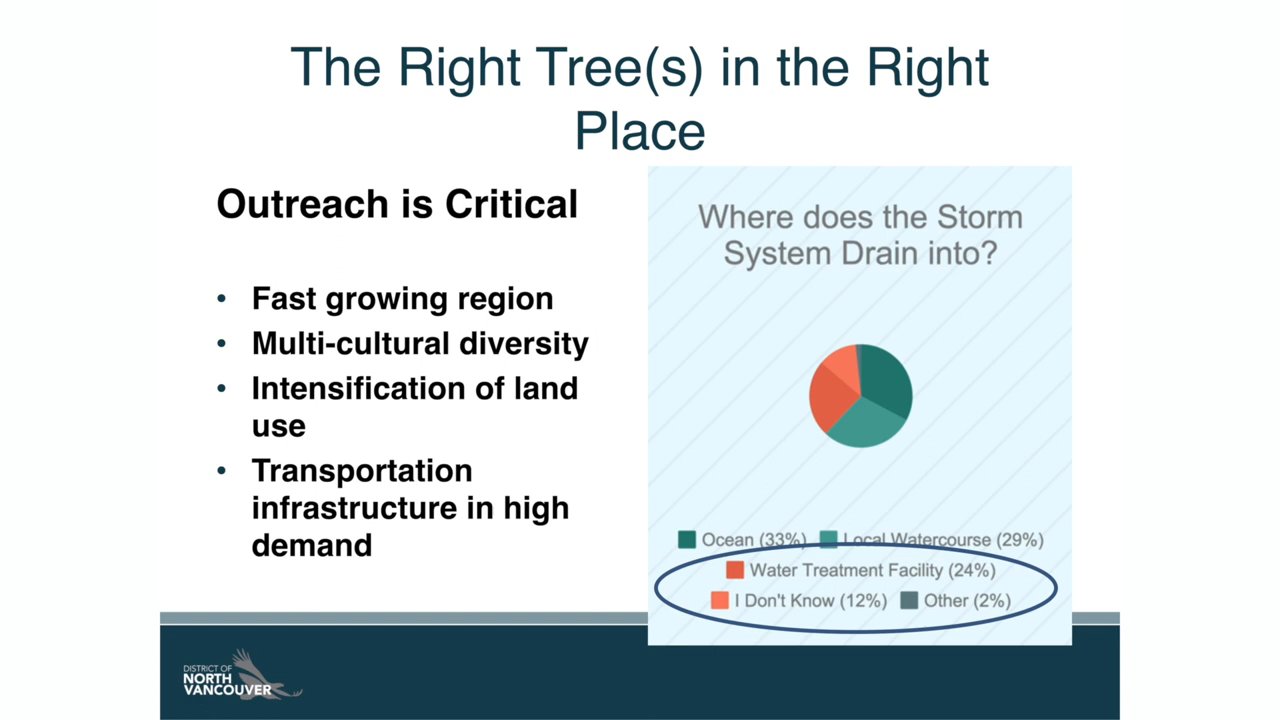 The Right Tree(s) in the Right
Place
Outreach is Critical
• Fast growing region
• Multi-cultural diversity
• Intensification of land
use
• Transportation
infrastructure in high
demand
Where does the Storm
System Drain into?
Ocean (33%) Local Watercourse (29%)
Water Treatment Facility (24%)
I Don't Know (12%) Other (2%)
DISTRICT OF
NORTH
VANCOUVER